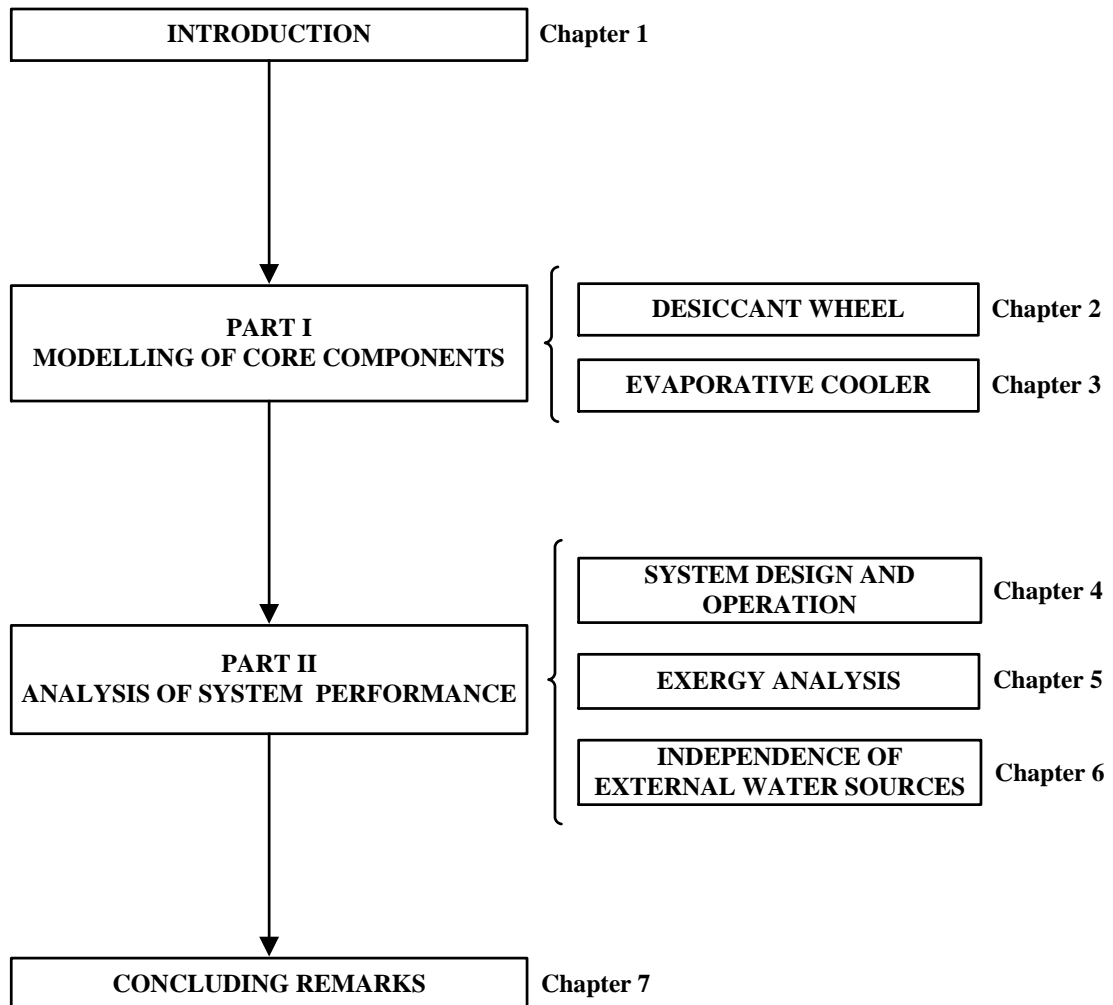 INTRODUCTION Chapter 1
PART I
MODELLING OF CORE COMPONENTS
DESICCANT WHEEL Chapter 2
EVAPORATIVE COOLER Chapter 3
PART II
ANALYSIS OF SYSTEM PERFORMANCE
SYSTEM DESIGN AND
OPERATION
Chapter 4
EXERGY ANALYSIS Chapter 5
INDEPENDENCE OF
EXTERNAL WATER SOURCES
Chapter 6
CONCLUDING REMARKS Chapter 7